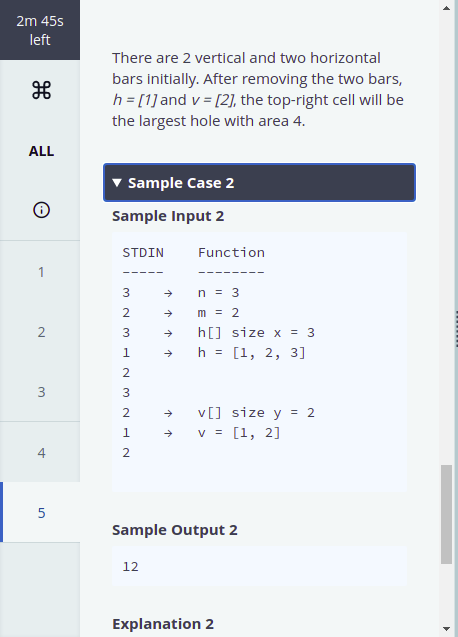 2m 45s
left
ALL
1
2
3
4
5
There are 2 vertical and two horizontal
bars initially. After removing the two bars,
h = [1] and v = [2], the top-right cell will be
the largest hole with area 4.
▼ Sample Case 2
Sample Input 2
STDIN Function
----- --------
3 → n = 3
2 → m = 2
3 → h[] size x = 3
1 → h = [1, 2, 3]
2
3
2 → v[] size y = 2
1 → v = [1, 2]
2
Sample Output 2
12
Explanation 2